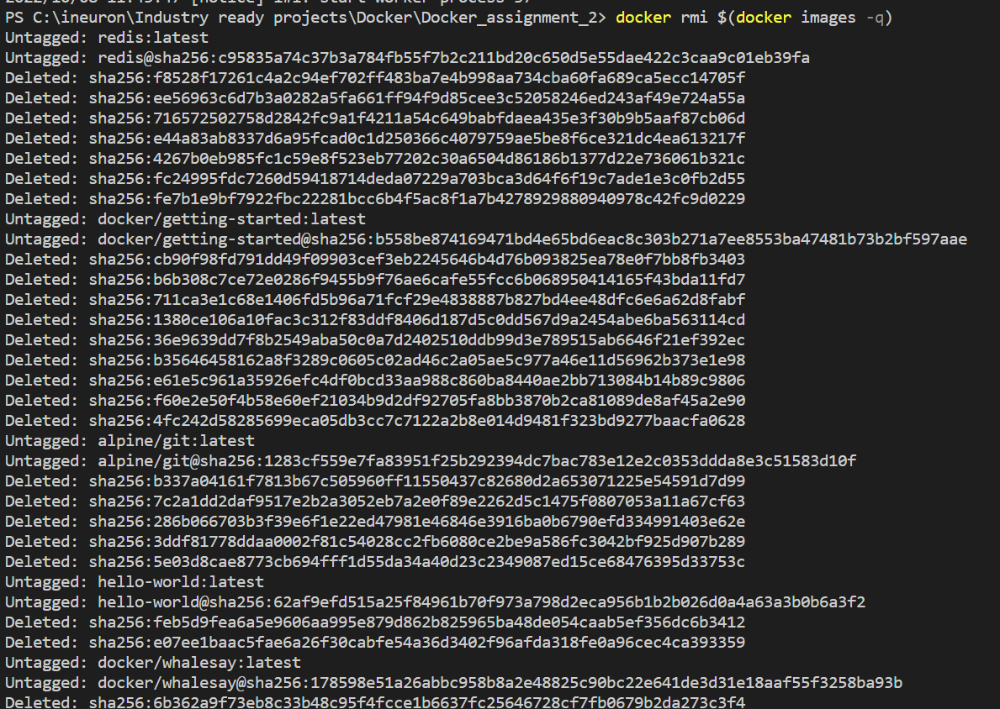 PS C:\ineuron\Industry ready projects\Docker\Docker_assignment_2> docker rmi $(docker images -q)
Untagged: redis:latest
Untagged: redis@sha256:c95835a74c37b3a784fb55f7b2c211bd20c650d5e55dae422c3caa9c01eb39fa
Deleted: sha256:f8528f17261c4a2c94ef702ff483ba7e4b998aa734cba60fa689ca5ecc14705f
Deleted: sha256:ee56963c6d7b3a0282a5fa661ff94f9d85cee3c52058246ed243af49e724a55a
Deleted: sha256:716572502758d2842fc9a1f4211a54c649babfdaea435e3f30b9b5aaf87cb06d
Deleted: sha256:e44a83ab8337d6a95fcad0c1d250366c4079759ae5be8f6ce321dc4ea613217f
Deleted: sha256:4267b0eb985fc1c59e8f523eb77202c30a6504d86186b1377d22e736061b321c
Deleted: sha256:fc24995fdc7260d59418714deda07229a703bca3d64f6f19c7ade1e3c0fb2d55
Deleted: sha256:fe7b1e9bf7922fbc22281bcc6b4f5ac8f1a7b4278929880940978c42fc9d0229
Untagged: docker/getting-started:latest
Untagged: docker/getting-started@sha256:b558be874169471bd4e65bd6eac8c303b271a7ee8553ba47481b73b2bf597aae
Deleted: sha256:cb90f98fd791dd49f09903cef3eb2245646b4d76b093825ea78e0f7bb8fb3403
Deleted: sha256:b6b308c7ce72e0286f9455b9f76ae6cafe55fcc6b068950414165f43bda11fd7
Deleted: sha256:711ca3e1c68e1406fd5b96a71fcf29e4838887b827bd4ee48dfc6e6a62d8fabf
Deleted: sha256:1380ce106a10fac3c312f83ddf8406d187d5c0dd567d9a2454abe6ba563114cd
Deleted: sha256:36e9639dd7f8b2549aba50c0a7d2402510ddb99d3e789515ab6646f21ef392ec
Deleted: sha256:b35646458162a8f3289c0605c02ad46c2a05ae5c977a46e11d56962b373e1e98
Deleted: sha256:e61e5c961a35926efc4df0bcd33aa988c860ba8440ae2bb713084b14b89c9806
Deleted: sha256:f60e2e50f4b58e60ef21034b9d2df92705fa8bb3870b2ca81089de8af45a2e90
Deleted: sha256:4fc242d58285699eca05db3cc7c7122a2b8e014d9481f323bd9277baacfa0628
Untagged: alpine/git:latest
Untagged: alpine/git@sha256:1283cf559e7fa83951f25b292394dc7bac783e12e2c0353ddda8e3c51583d10f
Deleted: sha256:b337a04161f7813b67c505960ff11550437c82680d2a653071225e54591d7d99
Deleted: sha256:7c2a1dd2daf9517e2b2a3052eb7a2e0f89e2262d5c1475f0807053a11a67cf63
Deleted: sha256:286b066703b3f39e6f1e22ed47981e46846e3916ba0b6790efd334991403e62e
Deleted: sha256:3ddf81778ddaa0002f81c54028cc2fb6080ce2be9a586fc3042bf925d907b289
Deleted: sha256:5e03d8cae8773cb694fff1d55da34a40d23c2349087ed15ce68476395d33753c
Untagged: hello-world:latest
Untagged: hello-world@sha256:62af9efd515a25f84961b70f973a798d2eca956b1b2b026d0a4a63a3b0b6a3f2
Deleted: sha256:feb5d9fea6a5e9606aa995e879d862b825965ba48de054caab5ef356dc6b3412
Deleted: sha256:e07ee1baac5fae6a26f30cabfe54a36d3402f96afda318fe0a96cec4ca393359
Untagged: docker/whalesay:latest
Untagged: docker/whalesay@sha256:178598e51a26abbc958b8a2e48825c90bc22e641de3d31e18aaf55f3258ba93b
Deleted: sha256:6b362a9f73eb8c33b48c95f4fcce1b6637fc25646728cf7fb0679b2da273c3f4